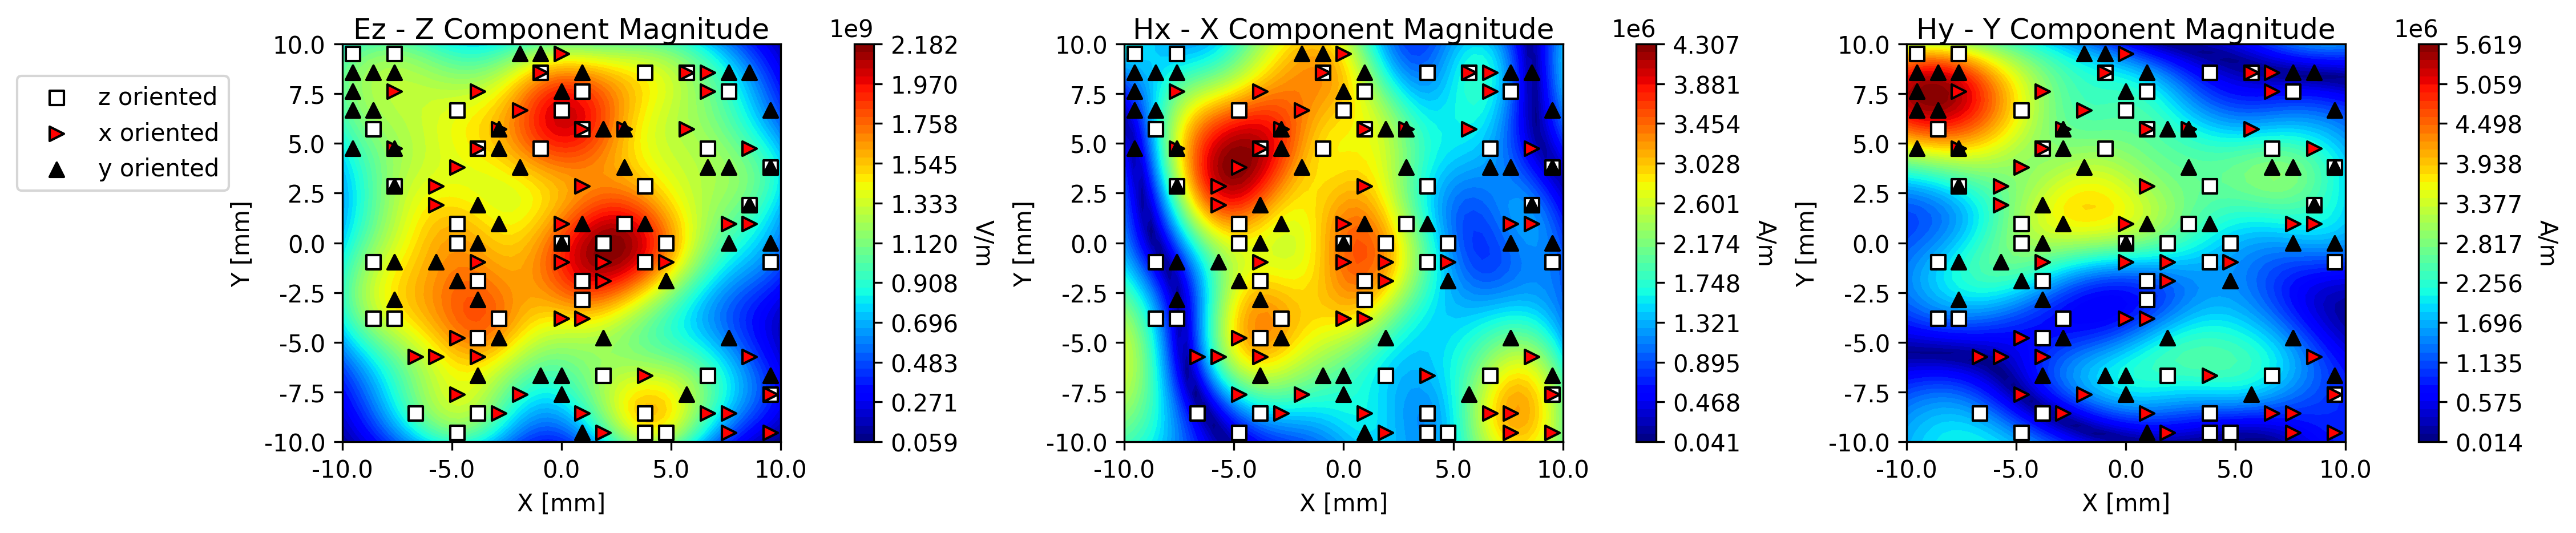 Ez - Z Component Magnitude
1e9
Hx - X Component Magnitude
1e6
Hy - Y Component Magnitude
1e6
z oriented
x oriented
y oriented
Y [mm]
10.0
7.5
5.0
2.5
0.0
-2.5
-5.0
-7.5
-10.0
-10.0 -5.0 0.0 5.0 10.0
X [mm]
2.182
1.970
1.758
1.545
1.333
1.120
0.908
0.696
0.483
0.271
0.059
V/m
Y [mm]
10.0
7.5
5.0
2.5
0.0
-2.5
-5.0
-7.5
-10.0
-10.0 -5.0 0.0 5.0 10.0
X [mm]
4.307
3.881
3.454
3.028
2.601
2.174
1.748
1.321
0.895
0.468
0.041
A/m
Y [mm]
10.0
7.5
5.0
2.5
0.0
-2.5
-5.0
-7.5
-10.0
-10.0 -5.0 0.0 5.0 10.0
X [mm]
5.619
5.059
4.498
3.938
3.377
2.817
2.256
1.696
1.135
0.575
0.014
A/m